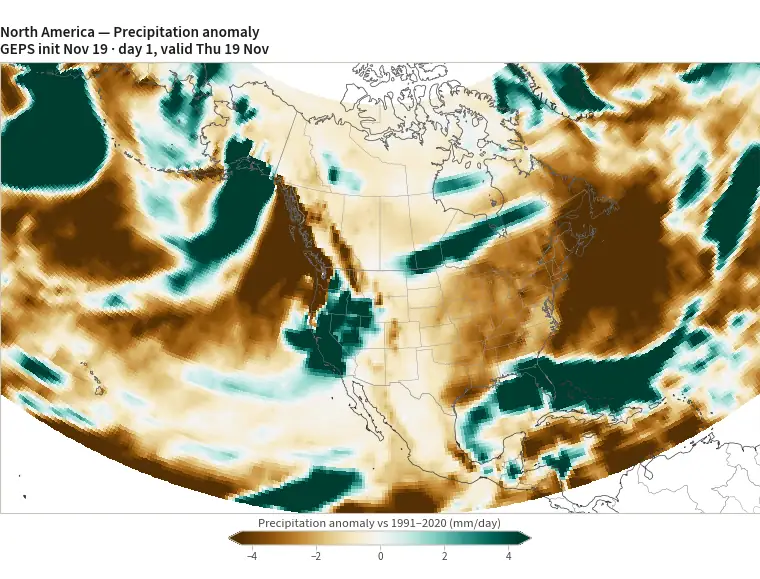 North America — Precipitation anomaly
GEPS init Nov 19 · day 1, valid Thu 19 Nov
Precipitation anomaly vs 1991–2020 (mm/day)
−4 −2 0 2 4